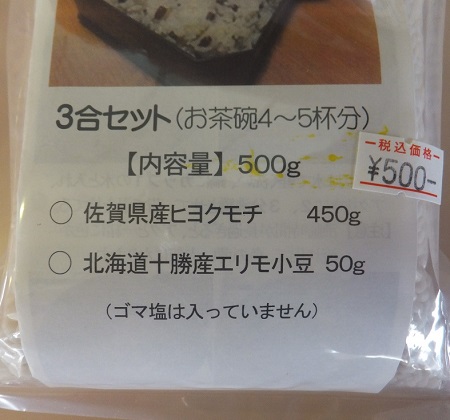 3合セット(お茶碗4～5杯分)
税込価格
¥500-
【内容量】500g
○ 佐賀県産ヒヨクモチ 450g
○ 北海道十勝産エリモ小豆 50g
(ゴマ塩は入っていません)